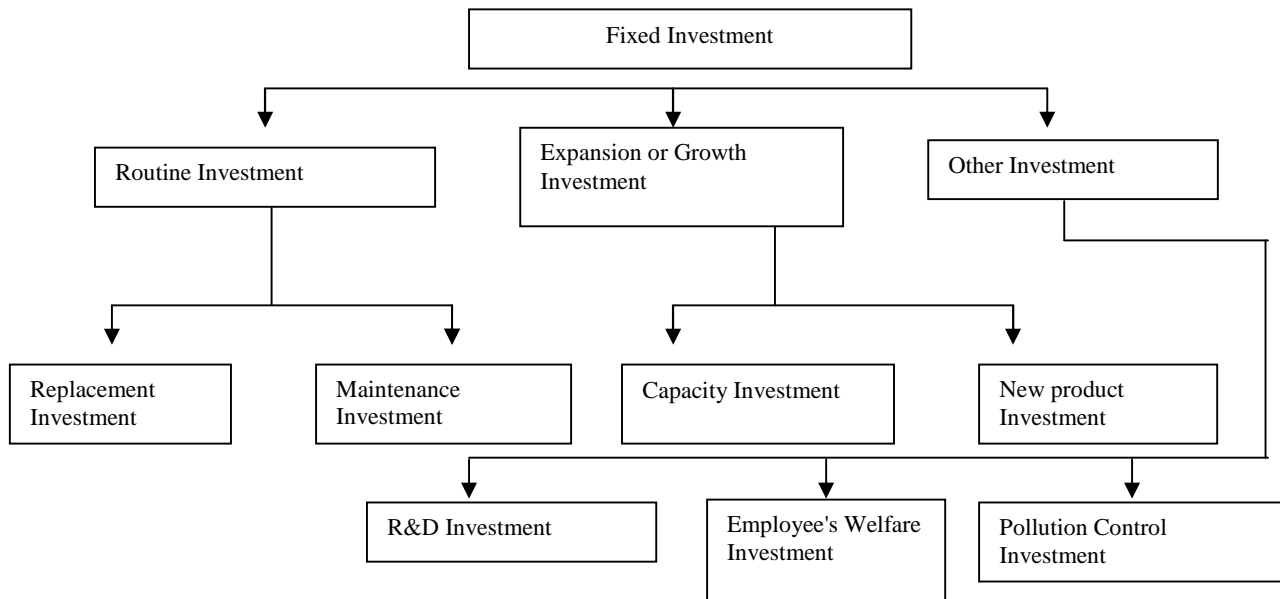 Fixed Investment
Routine Investment
Expansion or Growth
Investment
Other Investment
Replacement
Investment
Maintenance
Investment
Capacity Investment
New product
Investment
R&D Investment
Employee's Welfare
Investment
Pollution Control
Investment